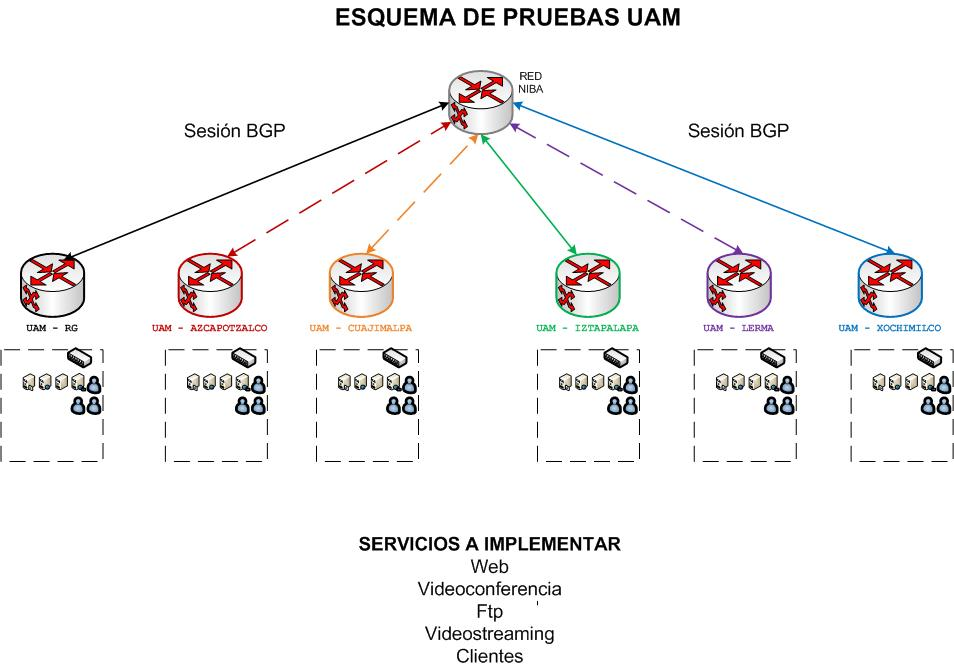 ESQUEMA DE PRUEBAS UAM
RED
NIBA
Sesión BGP
Sesión BGP
UAM - RG
UAM - AZCAPOTZALCO
UAM - CUAJIMALPA
UAM - IZTAPALAPA
UAM - LERMA
UAM - XOCHIMILCO
SERVICIOS A IMPLEMENTAR
Web
Videoconferencia
Ftp
Videostreaming
Clientes